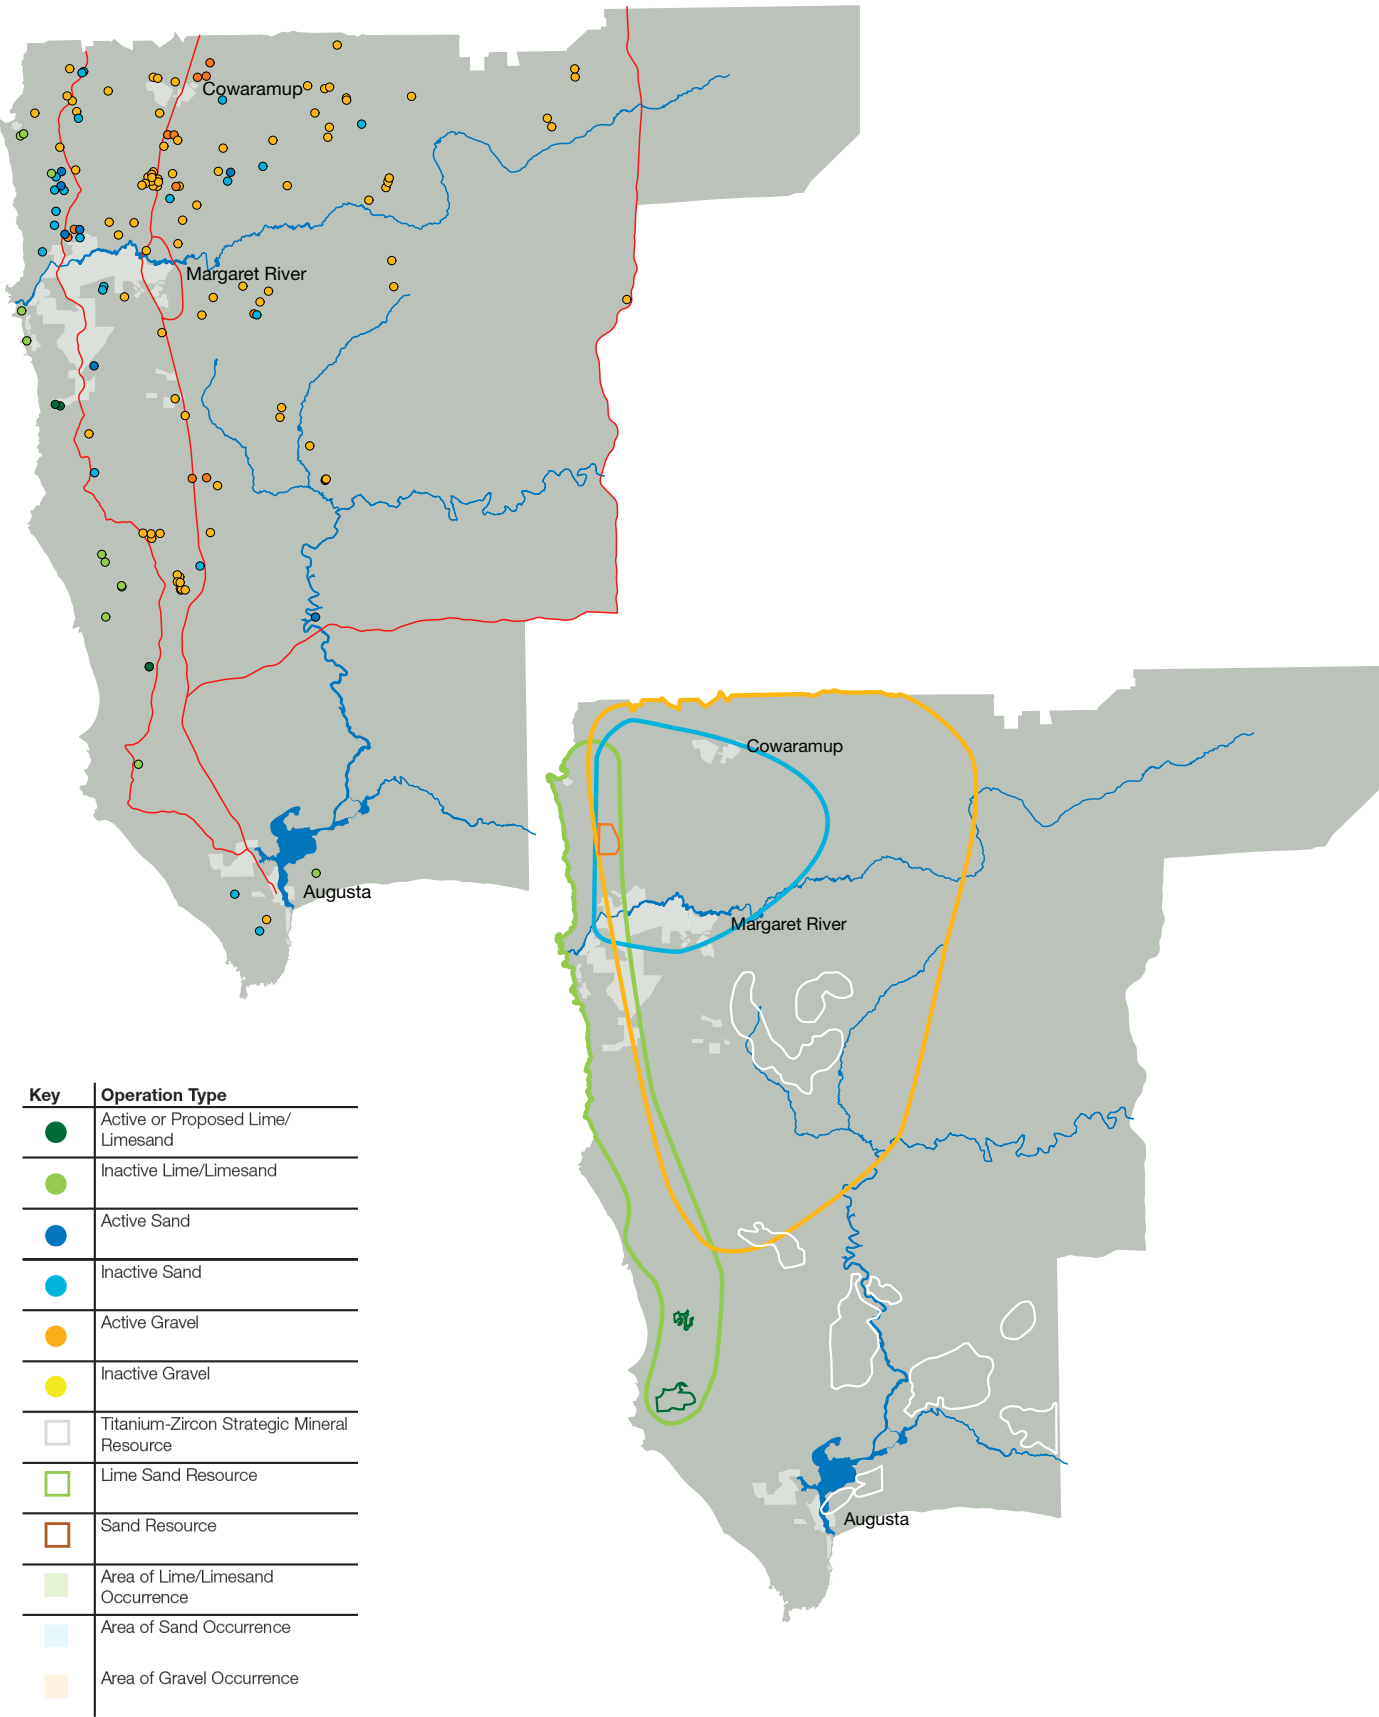 Cowaramup
Margaret River
Augusta
Cowaramup
Margaret River
Augusta
Key Operation Type
Active or Proposed Lime/
Limesand
Inactive Lime/Limesand
Active Sand
Inactive Sand
Active Gravel
Inactive Gravel
Titanium-Zircon Strategic Mineral
Resource
Lime Sand Resource
Sand Resource
Area of Lime/Limesand
Occurrence
Area of Sand Occurrence
Area of Gravel Occurrence